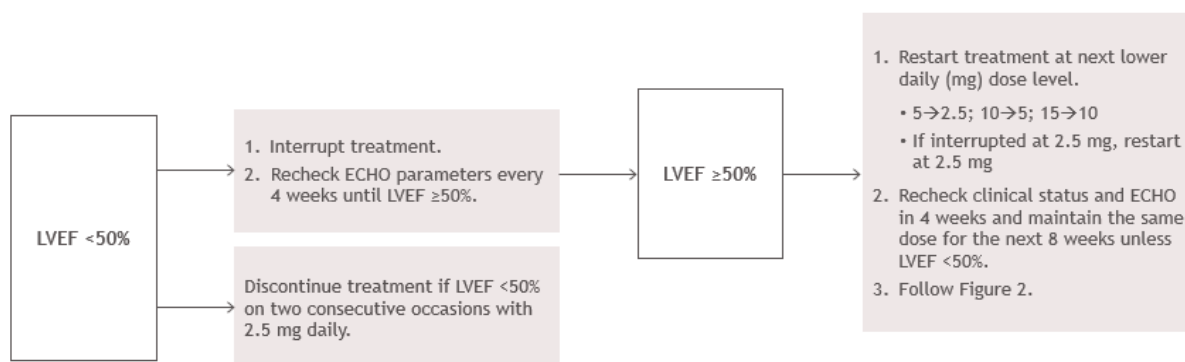 LVEF <50%
1. Interrupt treatment.
2. Recheck ECHO parameters every
4 weeks until LVEF ≥50%.
Discontinue treatment if LVEF <50%
on two consecutive occasions with
2.5 mg daily.
LVEF ≥50%
1. Restart treatment at next lower
daily (mg) dose level.
• 5→2.5; 10→5; 15→10
• If interrupted at 2.5 mg, restart
at 2.5 mg
2. Recheck clinical status and ECHO
in 4 weeks and maintain the same
dose for the next 8 weeks unless
LVEF <50%.
3. Follow Figure 2.